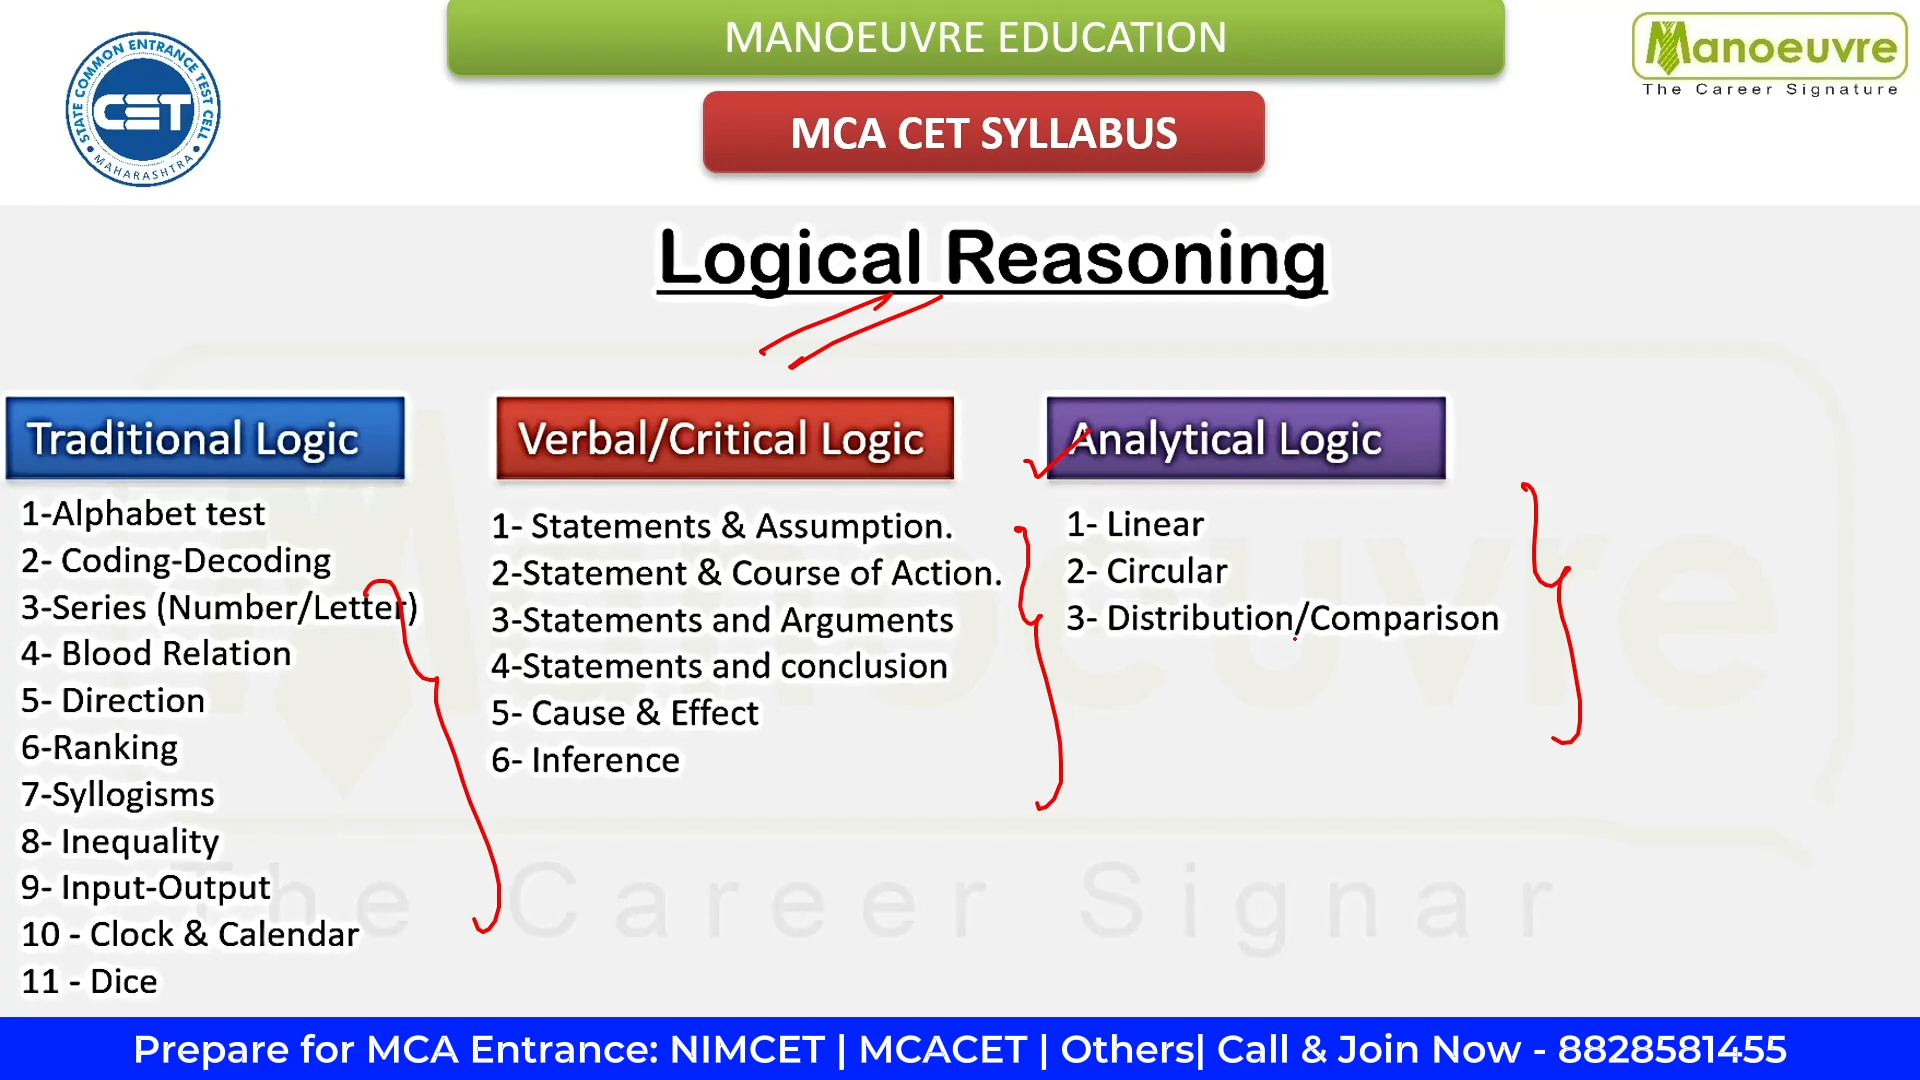 MANOEUVRE EDUCATION
STATE COMMON ENTRANCE TEST CELL
CET
MAHARASHTRA
Manoeuvre
The Career Signature
MCA CET SYLLABUS
Logical Reasoning
Traditional Logic
1-Alphabet test
2- Coding-Decoding
3-Series (Number/Letter)
4- Blood Relation
5- Direction
6-Ranking
7-Syllogisms
8- Inequality
9- Input-Output
10 - Clock & Calendar
11 - Dice
Verbal/Critical Logic
1- Statements & Assumption.
2-Statement & Course of Action.
3-Statements and Arguments
4-Statements and conclusion
5- Cause & Effect
6- Inference
Analytical Logic
1- Linear
2- Circular
3- Distribution/Comparison
Manoeuvre
The Career Signar
Prepare for MCA Entrance: NIMCET | MCACET | Others| Call & Join Now - 8828581455